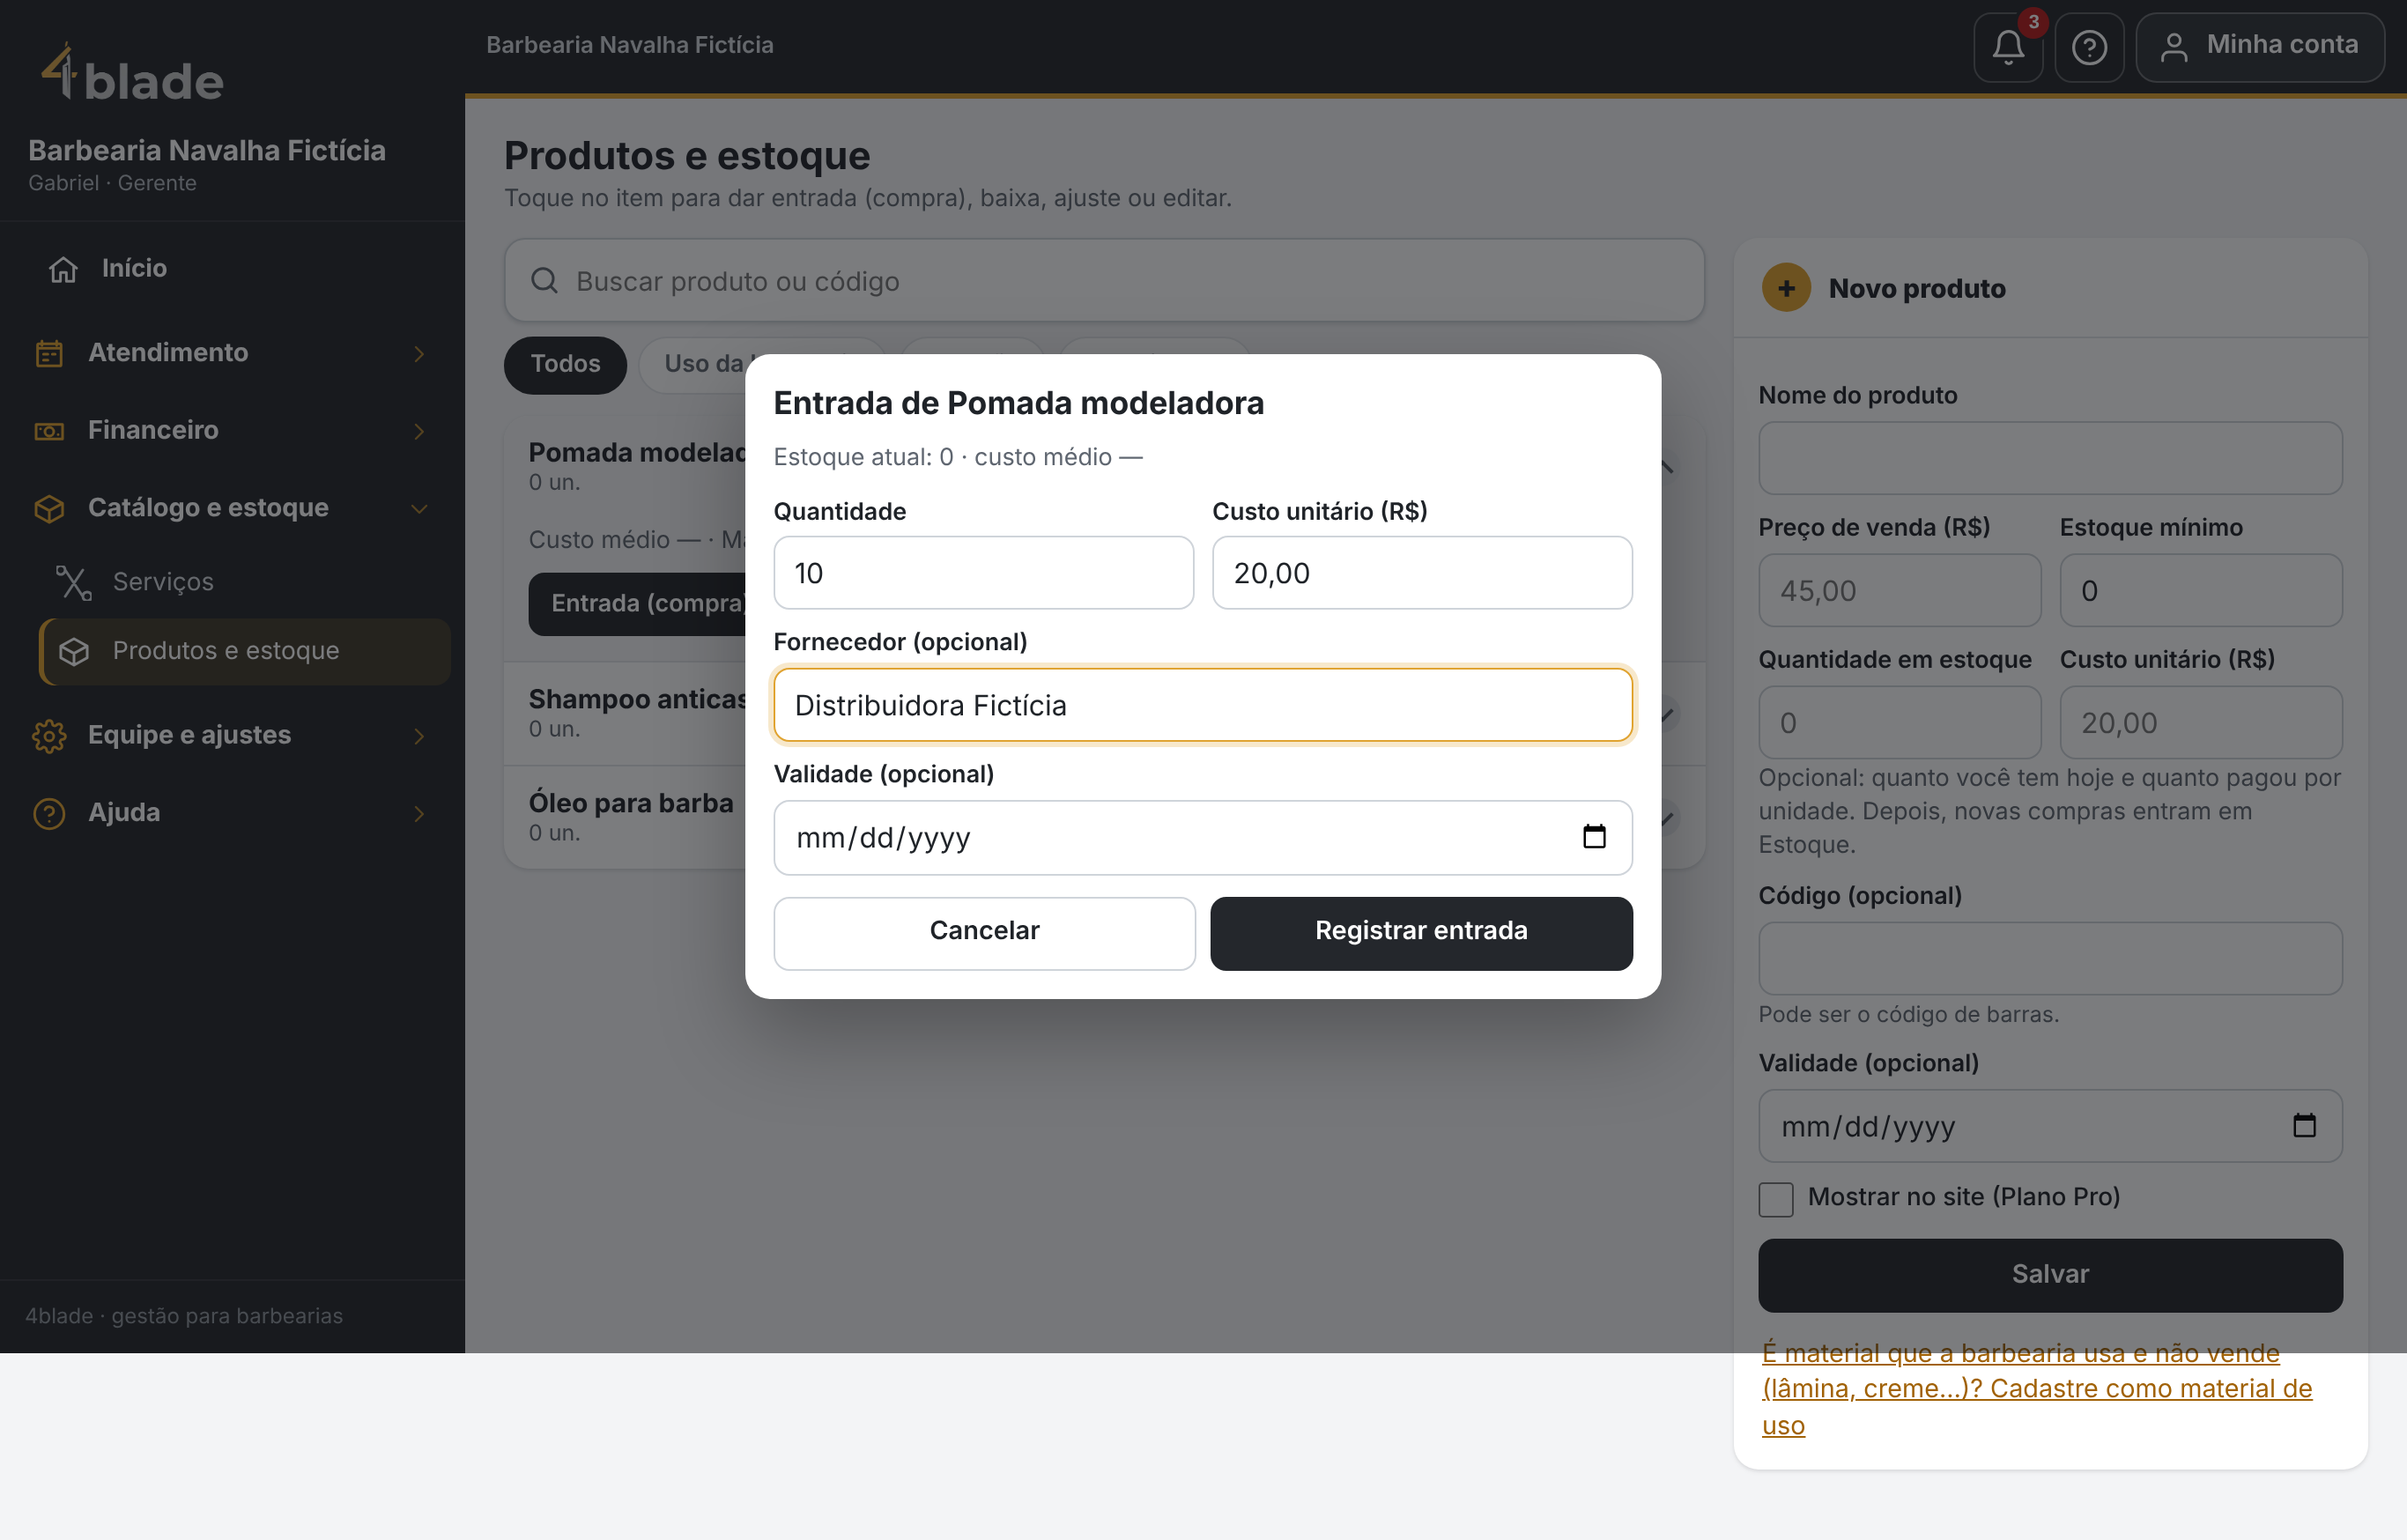 4blade
Barbearia Navalha Fictícia
Gabriel · Gerente
Início
Atendimento
Financeiro
Catálogo e estoque
Serviços
Produtos e estoque
Equipe e ajustes
Ajuda
4blade · gestão para barbearias
Barbearia Navalha Fictícia
3
Minha conta
Produtos e estoque
Toque no item para dar entrada (compra), baixa, ajuste ou editar.
Buscar produto ou código
Todos
Uso da
Pomada modelad
0 un.
Custo médio — · Ma
Entrada (compra)
Shampoo anticas
0 un.
Óleo para barba
0 un.
Entrada de Pomada modeladora
Estoque atual: 0 · custo médio —
Quantidade
Custo unitário (R$)
10
20,00
Fornecedor (opcional)
Distribuidora Fictícia
Validade (opcional)
mm/dd/yyyy
Cancelar
Registrar entrada
Novo produto
Nome do produto
Preço de venda (R$)
Estoque mínimo
45,00
0
Quantidade em estoque
Custo unitário (R$)
0
20,00
Opcional: quanto você tem hoje e quanto pagou por
unidade. Depois, novas compras entram em
Estoque.
Código (opcional)
Pode ser o código de barras.
Validade (opcional)
mm/dd/yyyy
Mostrar no site (Plano Pro)
Salvar
É material que a barbearia usa e não vende
(lâmina, creme...)? Cadastre como material de
uso